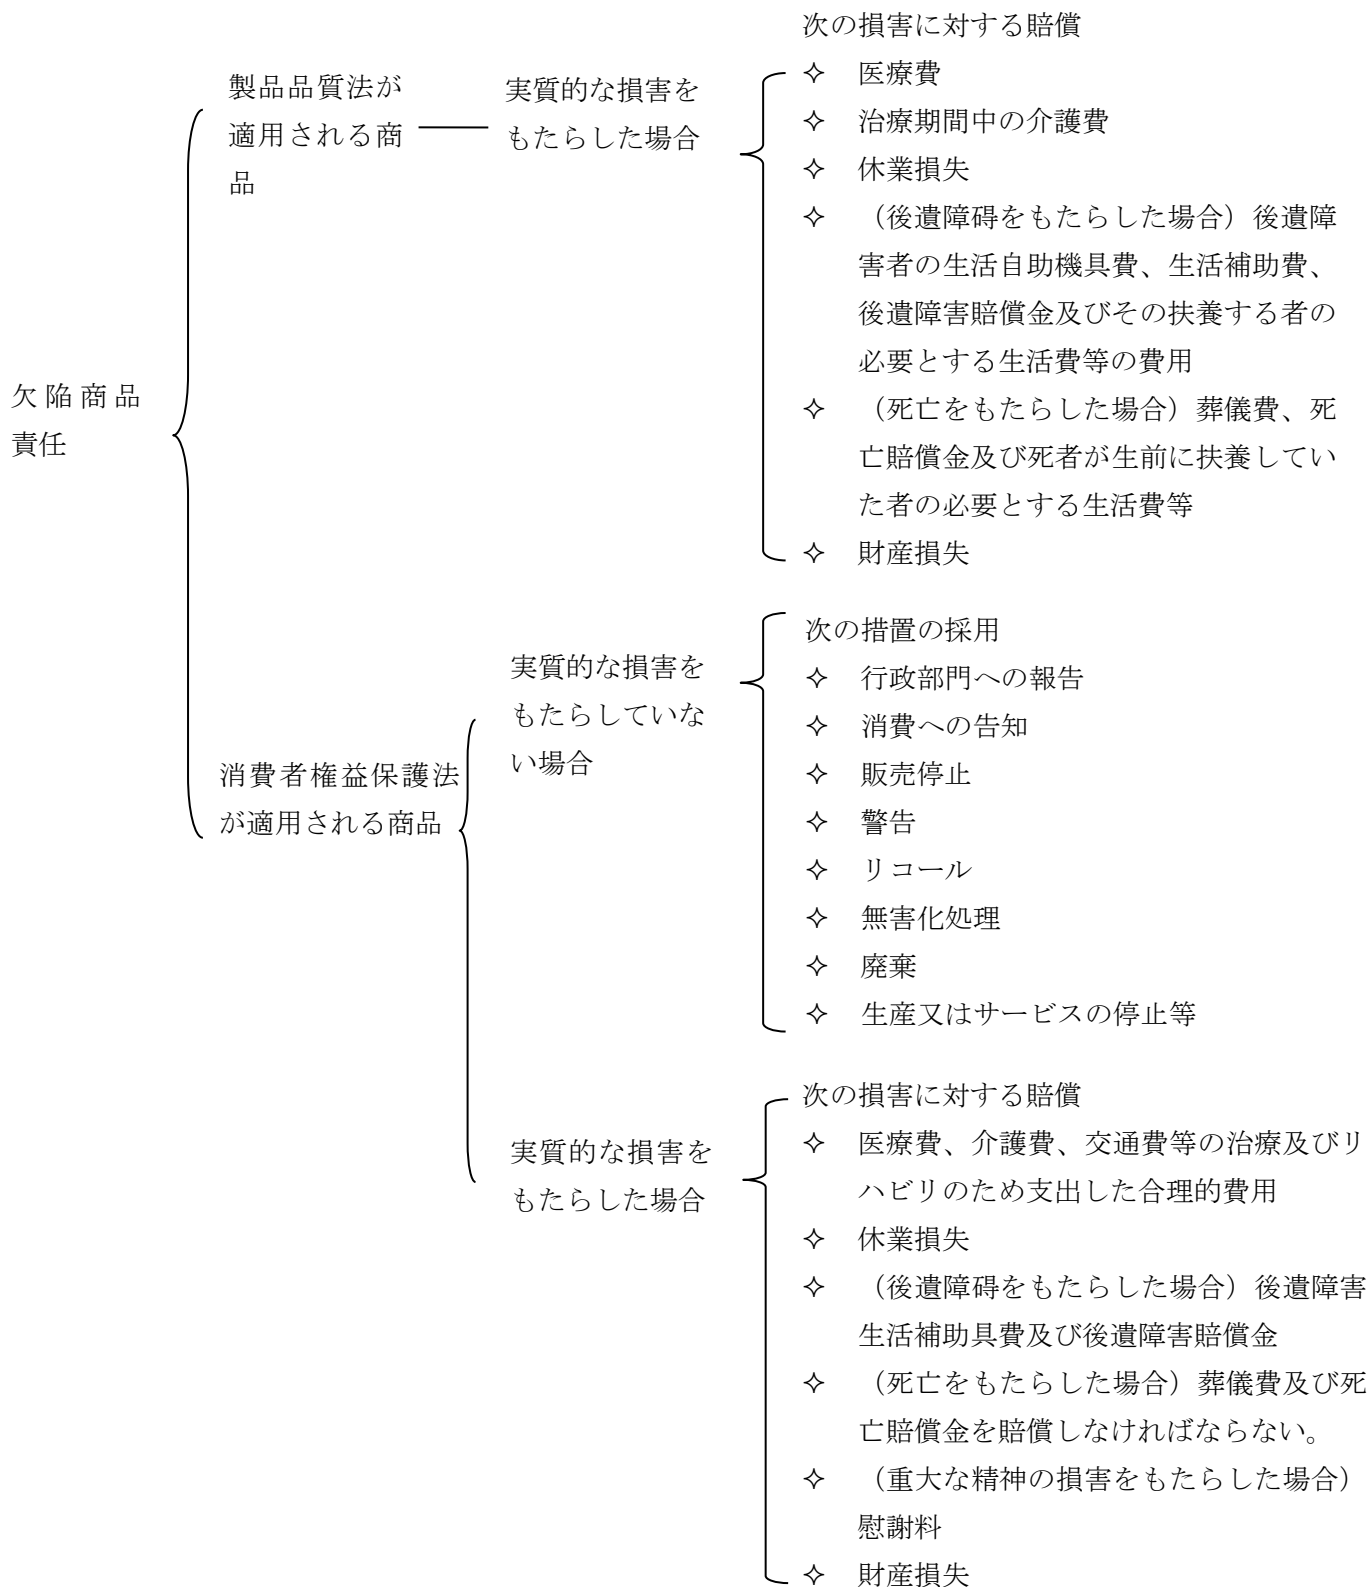 欠陥商品
責任
製品品質法が
適用される商
品
実質的な損害を
もたらした場合
次の損害に対する賠償
✧ 医療費
✧ 治療期間中の介護費
✧ 休業損失
✧ （後遺障碍をもたらした場合）後遺障
害者の生活自助機具費、生活補助費、
後遺障害賠償金及びその扶養する者の
必要とする生活費等の費用
✧ （死亡をもたらした場合）葬儀費、死
亡賠償金及び死者が生前に扶養してい
た者の必要とする生活費等
✧ 財産損失
消費者権益保護法
が適用される商品
実質的な損害を
もたらしていな
い場合
次の措置の採用
✧ 行政部門への報告
✧ 消費への告知
✧ 販売停止
✧ 警告
✧ リコール
✧ 無害化処理
✧ 廃棄
✧ 生産又はサービスの停止等
実質的な損害を
もたらした場合
次の損害に対する賠償
✧ 医療費、介護費、交通費等の治療及びリ
ハビリのため支出した合理的費用
✧ 休業損失
✧ （後遺障碍をもたらした場合）後遺障害
生活補助具費及び後遺障害賠償金
✧ （死亡をもたらした場合）葬儀費及び死
亡賠償金を賠償しなければならない。
✧ （重大な精神の損害をもたらした場合）
慰謝料
✧ 財産損失